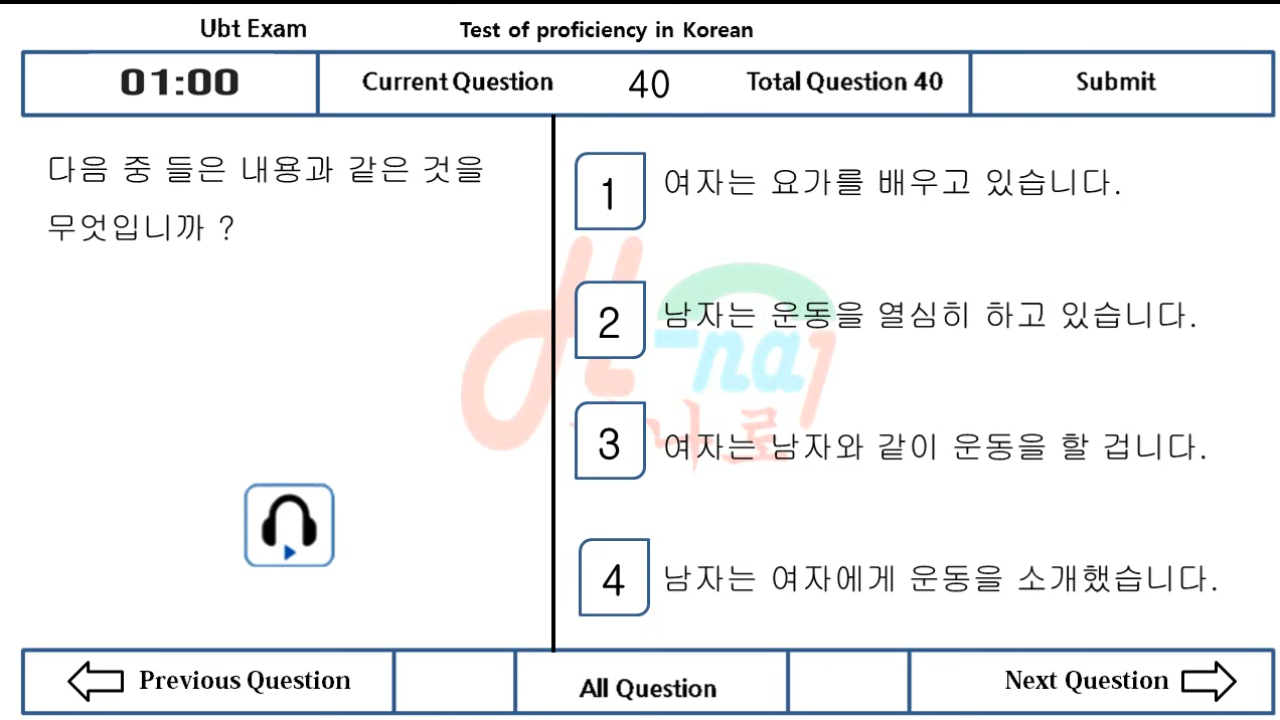 Ubt Exam
Test of proficiency in Korean
01:00
Current Question 40 Total Question 40
Submit
다음 중 들은 내용과 같은 것을
무엇입니까 ?
1 여자는 요가를 배우고 있습니다.
2 남자는 운동을 열심히 하고 있습니다.
3 여자는 남자와 같이 운동을 할 겁니다.
4 남자는 여자에게 운동을 소개했습니다.
Previous Question
All Question
Next Question